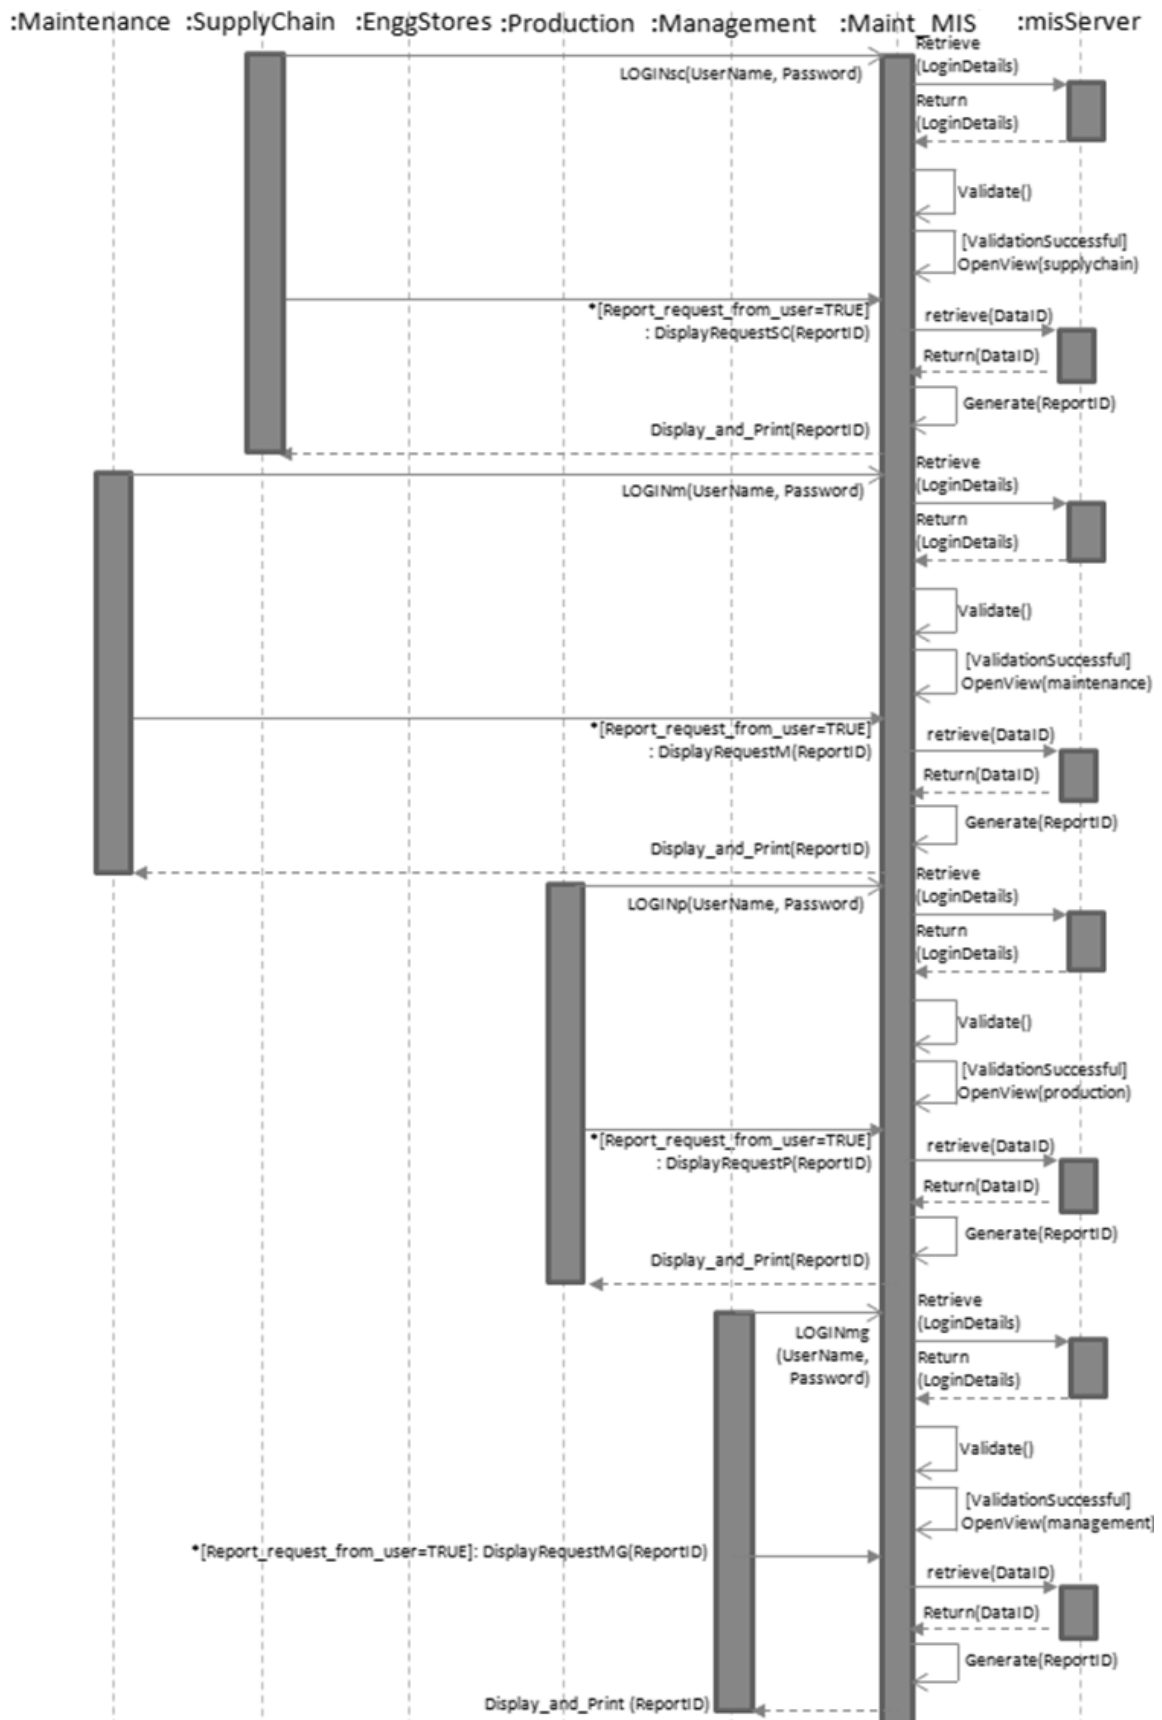 :Maintenance :SupplyChain :EnggStores :Production :Management :Maint_MIS :misServer
Retrieve
(LoginDetails)
LOGINsc(UserName, Password)
Return
(LoginDetails)
Validate()
[ValidationSuccessful]
OpenView(supplychain)
*[Report_request_from_user=TRUE]
: DisplayRequestSC(ReportID)
retrieve(DataID)
Return(DataID)
Generate(ReportID)
Display_and_Print(ReportID)
Retrieve
(LoginDetails)
LOGINm(UserName, Password)
Return
(LoginDetails)
Validate()
[ValidationSuccessful]
OpenView(maintenance)
*[Report_request_from_user=TRUE]
: DisplayRequestM(ReportID)
retrieve(DataID)
Return(DataID)
Generate(ReportID)
Display_and_Print(ReportID)
Retrieve
(LoginDetails)
LOGINp(UserName, Password)
Return
(LoginDetails)
Validate()
[ValidationSuccessful]
OpenView(production)
*[Report_request_from_user=TRUE]
: DisplayRequestP(ReportID)
retrieve(DataID)
Return(DataID)
Generate(ReportID)
Display_and_Print(ReportID)
Retrieve
(LoginDetails)
LOGINmg
(UserName,
Password)
Return
(LoginDetails)
Validate()
[ValidationSuccessful]
OpenView(management)
*[Report_request_from_user=TRUE]: DisplayRequestMG(ReportID)
retrieve(DataID)
Return(DataID)
Generate(ReportID)
Display_and_Print (ReportID)